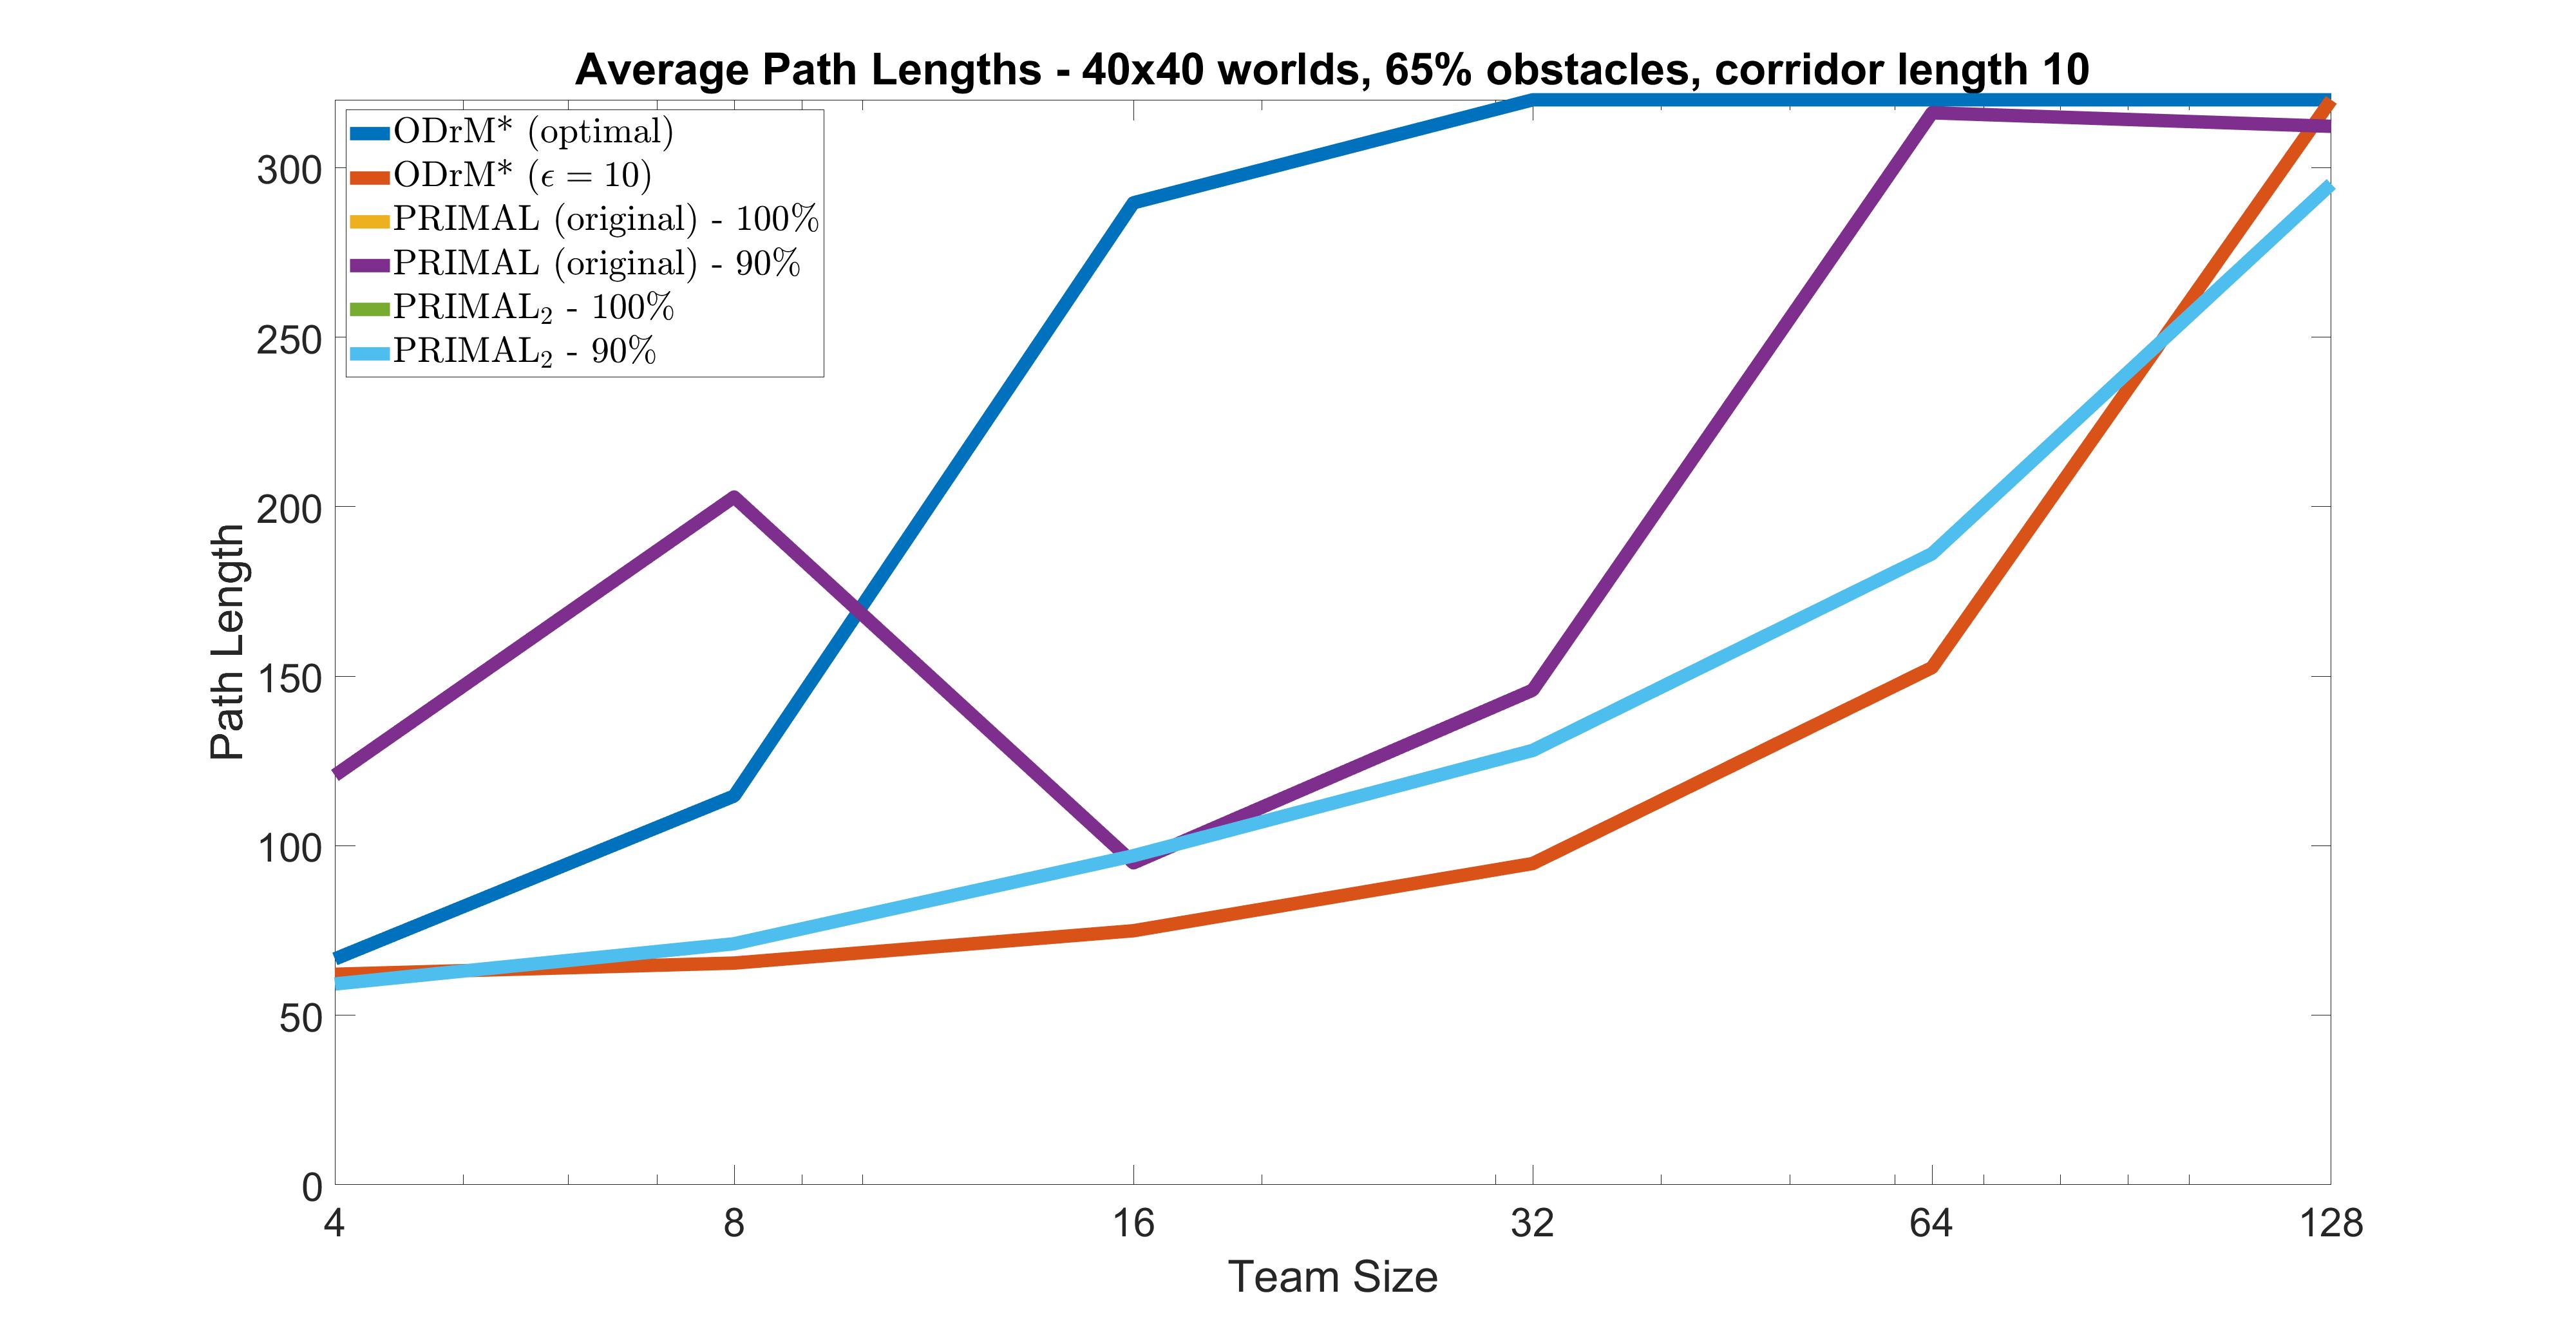 Average Path Lengths - 40x40 worlds, 65% obstacles, corridor length 10
ODrM* (optimal)
ODrM* (ϵ = 10)
PRIMAL (original) - 100%
PRIMAL (original) - 90%
PRIMAL₂ - 100%
PRIMAL₂ - 90%
300
250
200
150
100
50
0
Path Length
4 8 16 32 64 128
Team Size